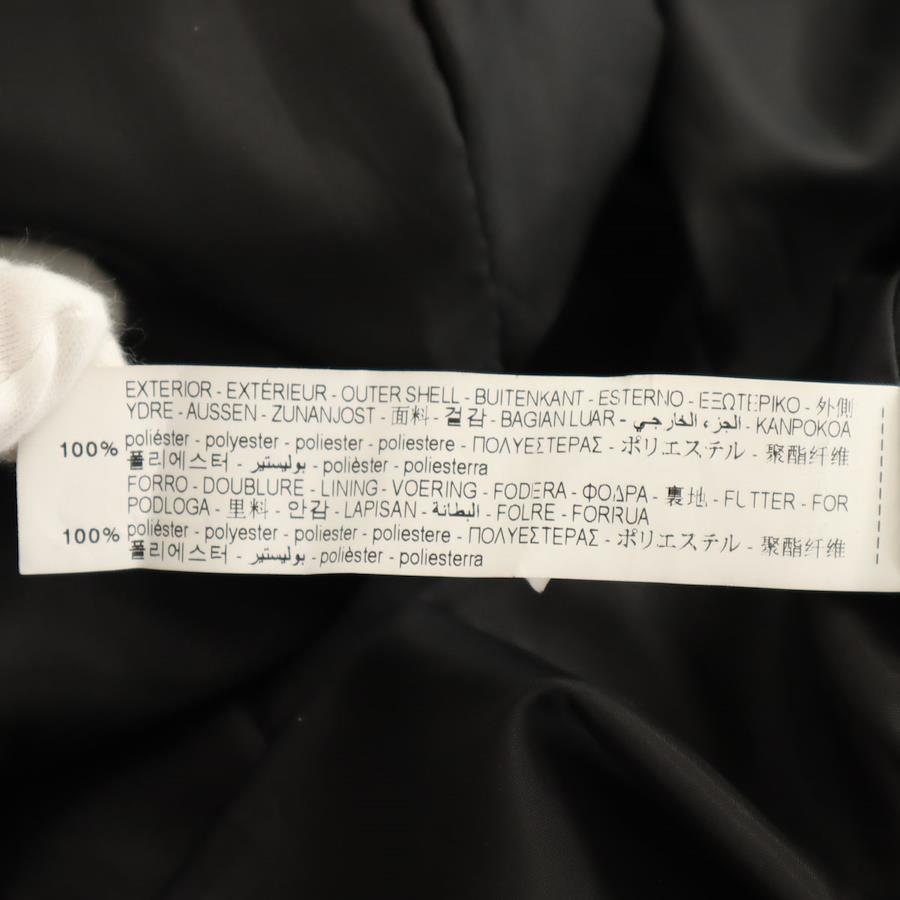 EXTERIOR - EXTÉRIEUR - OUTER SHELL - BUITENKANT - ESTERNO - ΕΞΩΤΕΡΙΚΟ - 外側
YDRE - AUSSEN - ZUNANJOST - 面料 - 겉감 - BAGIAN LUAR - الجزء الخارجي - KANPOKOA
100% poliéster - polyester - poliestere - ΠΟΛΥΕΣΤΕΡΑΣ - ポリエステル - 聚酯纤维
폴리에스터 - بوليستير - polièster - poliesterra
FORRO - DOUBLURE - LINING - VOERING - FODERA - ΦΟΔΡΑ - 裏地 - FUTTER - FOR
PODLOGA - 里料 - 안감 - LAPISAN - البطانة - FOLRE - FORRUA
100% poliéster - polyester - poliester - poliestere - ΠΟΛΥΕΣΤΕΡΑΣ - ポリエステル - 聚酯纤维
폴리에스터 - بوليستير - polièster - poliesterra